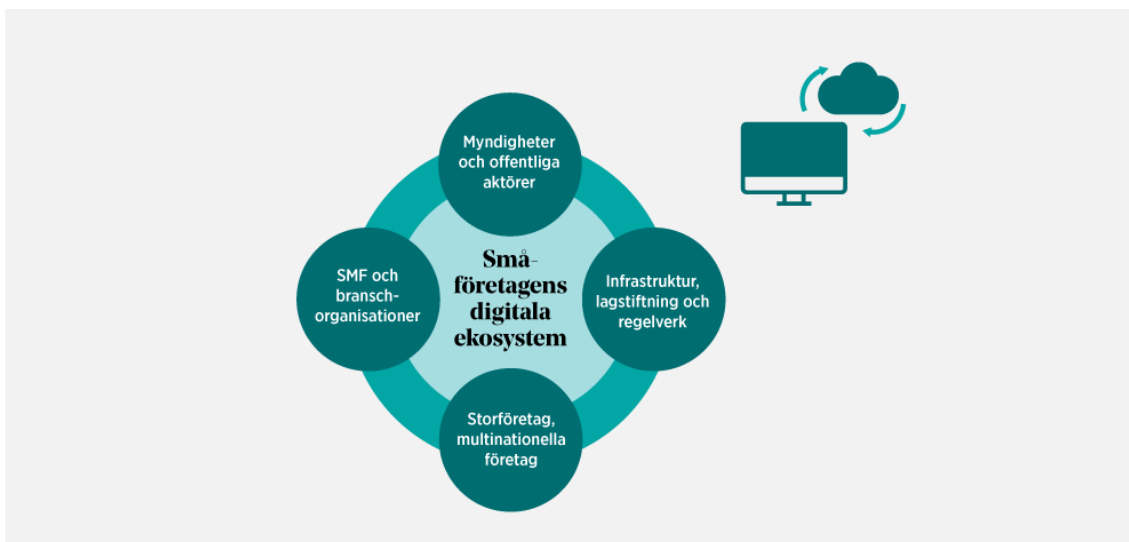 Myndigheter
och offentliga
aktörer
SMF och
bransch-
organisationer
Små-
företagens
digitala
ekosystem
Infrastruktur,
lagstiftning och
regelverk
Storföretag,
multinationella
företag